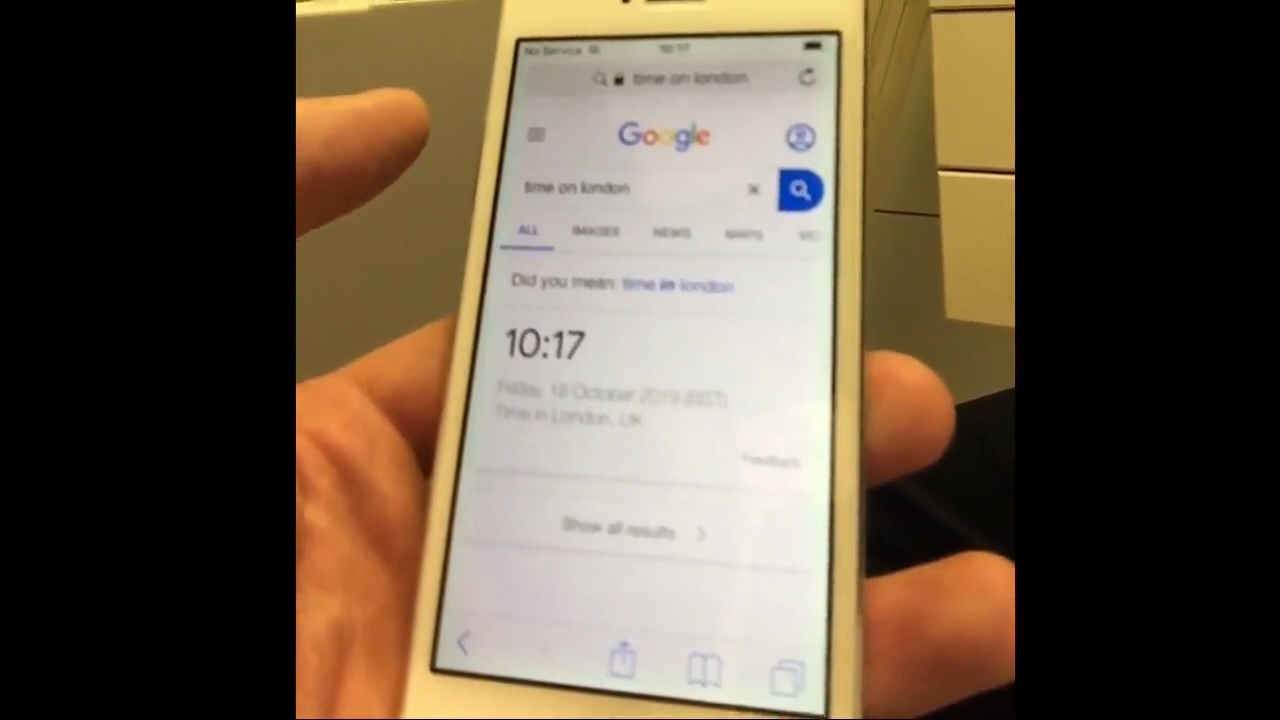 No Service 10:17
time on london
Google
time on london
ALL IMAGES NEWS MAPS
Did you mean: time in london
10:17
Friday, 18 October 2019 (BST)
Time in London, UK
Feedback
Show all results